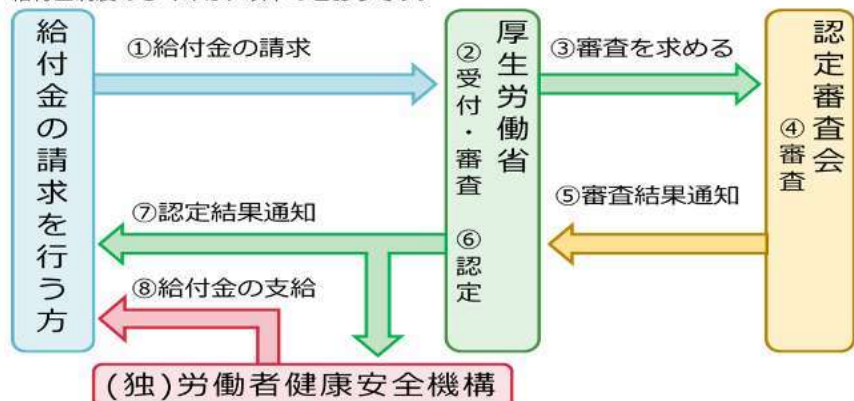 給付金の請求を行う方
①給付金の請求
②受付・審査
厚生労働省
③審査を求める
認定審査会
④審査
⑤審査結果通知
⑥認定
⑦認定結果通知
⑧給付金の支給
(独)労働者健康安全機構